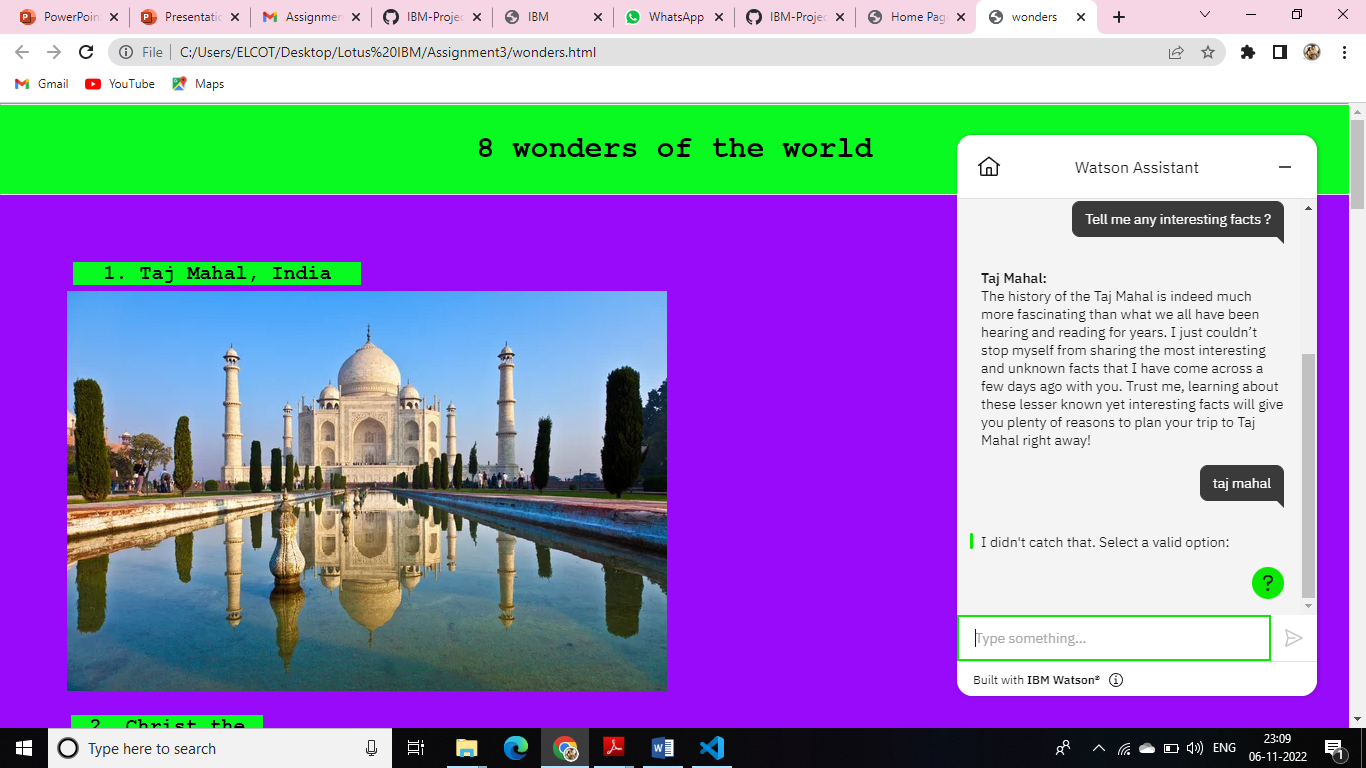 PowerPoin
Presentatio
Assignmen
IBM-Projec
IBM
WhatsApp
IBM-Projec
Home Page
wonders
File
C:/Users/ELCOT/Desktop/Lotus%20IBM/Assignment3/wonders.html
Gmail
YouTube
Maps
8 wonders of the world
1. Taj Mahal, India
2. Christ the
Watson Assistant
Tell me any interesting facts ?
Taj Mahal:
The history of the Taj Mahal is indeed much
more fascinating than what we all have been
hearing and reading for years. I just couldn’t
stop myself from sharing the most interesting
and unknown facts that I have come across a
few days ago with you. Trust me, learning about
these lesser known yet interesting facts will give
you plenty of reasons to plan your trip to Taj
Mahal right away!
taj mahal
I didn't catch that. Select a valid option:
?
Type something...
Built with IBM Watson®
Type here to search
ENG
23:09
06-11-2022
1